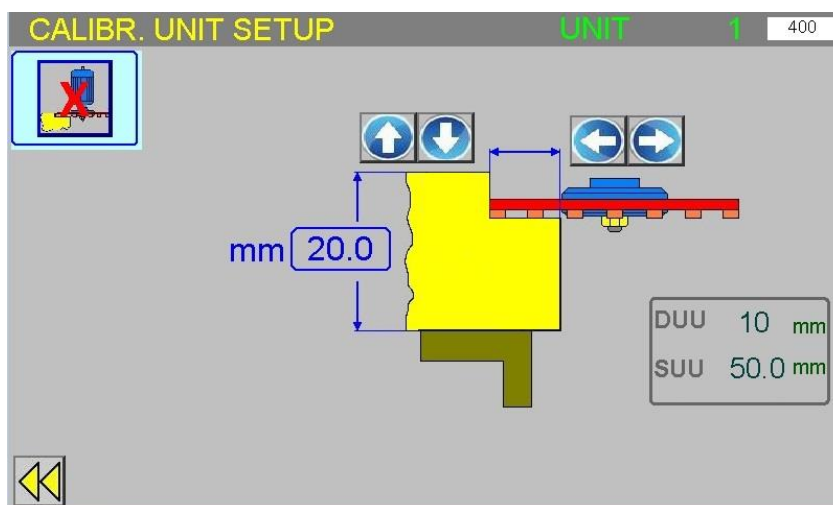 CALIBR. UNIT SETUP UNIT 1 400
X
mm 20.0
DUU 10 mm
SUU 50.0 mm